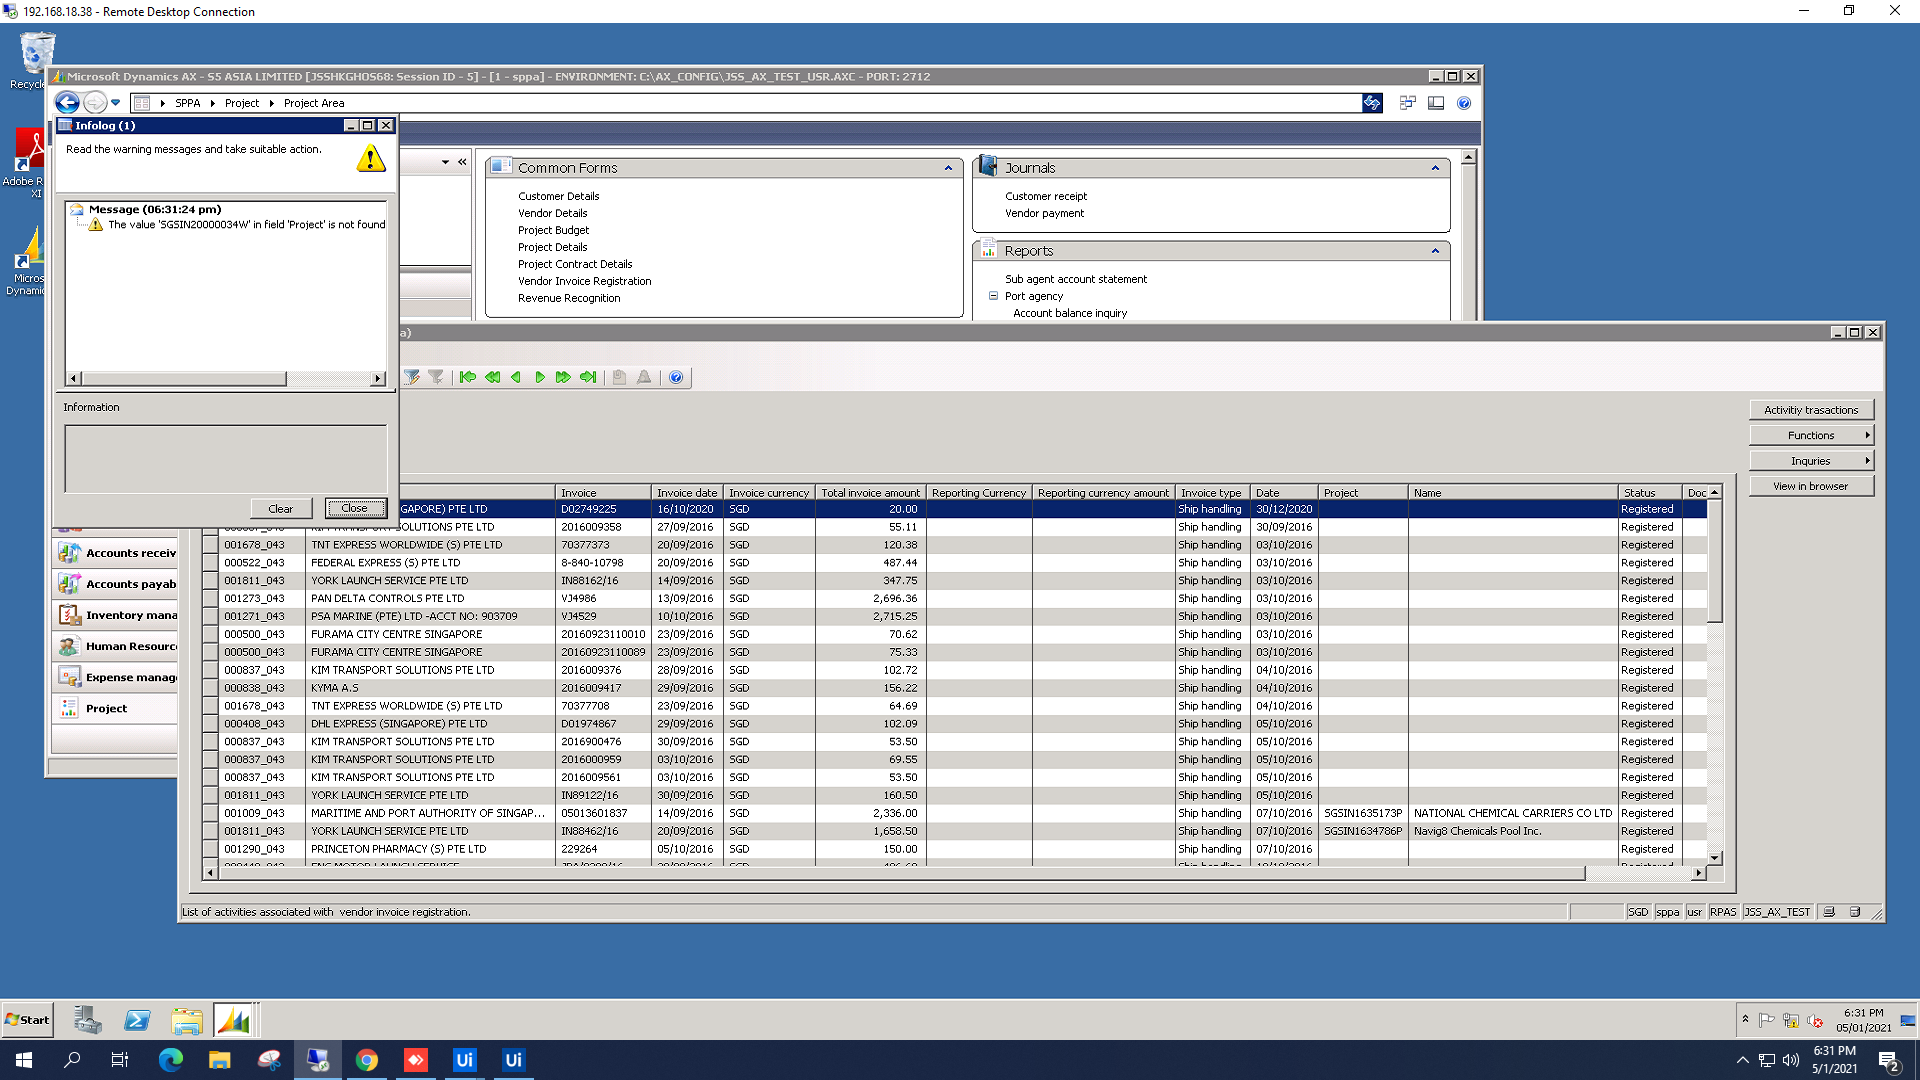 192.168.18.38 - Remote Desktop Connection
Microsoft Dynamics AX - S5 ASIA LIMITED [JSSHKGHOS68: Session ID - 5] - [1 - sppa] - ENVIRONMENT: C:\AX_CONFIG\JSS_AX_TEST_USR.AXC - PORT: 2712
SPPA Project Project Area
Infolog (1)
Read the warning messages and take suitable action.
Message (06:31:24 pm)
The value 'SGSIN20000034W' in field 'Project' is not found
Information
Clear Close
Adobe R
XI
Common Forms
Customer Details
Vendor Details
Project Budget
Project Details
Project Contract Details
Vendor Invoice Registration
Revenue Recognition
Journals
Customer receipt
Vendor payment
Reports
Sub agent account statement
Port agency
Account balance inquiry
Activitiy trasactions
Functions
Inquries
View in browser
Accounts receiv
Accounts payab
Inventory mana
Human Resourc
Expense manag
Project
Invoice Invoice date Invoice currency Total invoice amount Reporting Currency Reporting currency amount Invoice type Date Project Name Status Doc
GAPORE) PTE LTD D02749225 16/10/2020 SGD 20.00 Ship handling 30/12/2020 Registered
2016009358 27/09/2016 SGD 55.11 Ship handling 30/09/2016 Registered
001678_043 TNT EXPRESS WORLDWIDE (S) PTE LTD 70377373 20/09/2016 SGD 120.38 Ship handling 03/10/2016 Registered
000522_043 FEDERAL EXPRESS (S) PTE LTD 8-840-10798 20/09/2016 SGD 487.44 Ship handling 03/10/2016 Registered
001811_043 YORK LAUNCH SERVICE PTE LTD IN88162/16 14/09/2016 SGD 347.75 Ship handling 03/10/2016 Registered
001273_043 PAN DELTA CONTROLS PTE LTD VJ4986 13/09/2016 SGD 2,696.36 Ship handling 03/10/2016 Registered
001271_043 PSA MARINE (PTE) LTD -ACCT NO: 903709 VJ4529 10/10/2016 SGD 2,715.25 Ship handling 03/10/2016 Registered
000500_043 FURAMA CITY CENTRE SINGAPORE 20160923110010 23/09/2016 SGD 70.62 Ship handling 03/10/2016 Registered
000500_043 FURAMA CITY CENTRE SINGAPORE 20160923110089 23/09/2016 SGD 75.33 Ship handling 03/10/2016 Registered
000837_043 KIM TRANSPORT SOLUTIONS PTE LTD 2016009376 28/09/2016 SGD 102.72 Ship handling 04/10/2016 Registered
000838_043 KYMA A.S 2016009417 29/09/2016 SGD 156.22 Ship handling 04/10/2016 Registered
001678_043 TNT EXPRESS WORLDWIDE (S) PTE LTD 70377708 23/09/2016 SGD 64.69 Ship handling 04/10/2016 Registered
000408_043 DHL EXPRESS (SINGAPORE) PTE LTD D01974867 29/09/2016 SGD 102.09 Ship handling 05/10/2016 Registered
000837_043 KIM TRANSPORT SOLUTIONS PTE LTD 2016900476 30/09/2016 SGD 53.50 Ship handling 05/10/2016 Registered
000837_043 KIM TRANSPORT SOLUTIONS PTE LTD 2016000959 03/10/2016 SGD 69.55 Ship handling 05/10/2016 Registered
000837_043 KIM TRANSPORT SOLUTIONS PTE LTD 2016009561 03/10/2016 SGD 53.50 Ship handling 05/10/2016 Registered
001811_043 YORK LAUNCH SERVICE PTE LTD IN89122/16 30/09/2016 SGD 160.50 Ship handling 05/10/2016 Registered
001009_043 MARITIME AND PORT AUTHORITY OF SINGAP... 05013601837 14/09/2016 SGD 2,336.00 Ship handling 07/10/2016 SGSIN1635173P NATIONAL CHEMICAL CARRIERS CO LTD Registered
001811_043 YORK LAUNCH SERVICE PTE LTD IN88462/16 20/09/2016 SGD 1,658.50 Ship handling 07/10/2016 SGSIN1634786P Navig8 Chemicals Pool Inc. Registered
001290_043 PRINCETON PHARMACY (S) PTE LTD 229264 05/10/2016 SGD 150.00 Ship handling 07/10/2016 Registered
List of activities associated with vendor invoice registration. SGD sppa usr RPAS JSS_AX_TEST
Start
6:31 PM
05/01/2021
Ui Ui
6:31 PM
5/1/2021
2